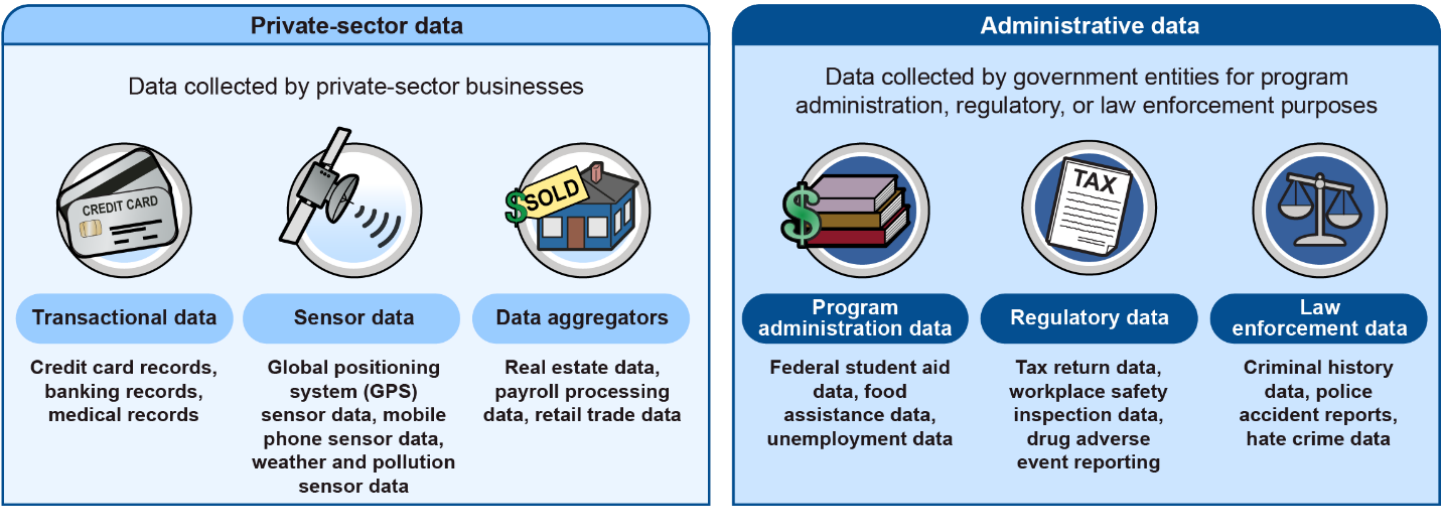 Private-sector data
Data collected by private-sector businesses
CREDIT CARD
$SOLD
Transactional data
Sensor data
Data aggregators
Credit card records,
banking records,
medical records
Global positioning
system (GPS)
sensor data, mobile
phone sensor data,
weather and pollution
sensor data
Real estate data,
payroll processing
data, retail trade data
Administrative data
Data collected by government entities for program
administration, regulatory, or law enforcement purposes
$
TAX
Program
administration data
Regulatory data
Law
enforcement data
Federal student aid
data, food
assistance data,
unemployment data
Tax return data,
workplace safety
inspection data,
drug adverse
event reporting
Criminal history
data, police
accident reports,
hate crime data